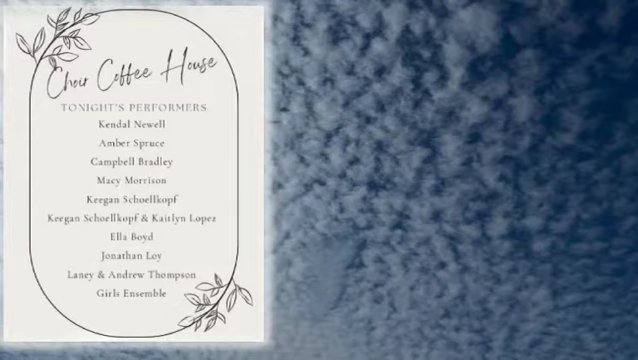 Choir Coffee House
TONIGHT'S PERFORMERS
Kendal Newell
Amber Spruce
Campbell Bradley
Macy Morrison
Keegan Schoellkopf
Keegan Schoellkopf & Kaitlyn Lopez
Ella Boyd
Jonathan Loy
Laney & Andrew Thompson
Girls Ensemble